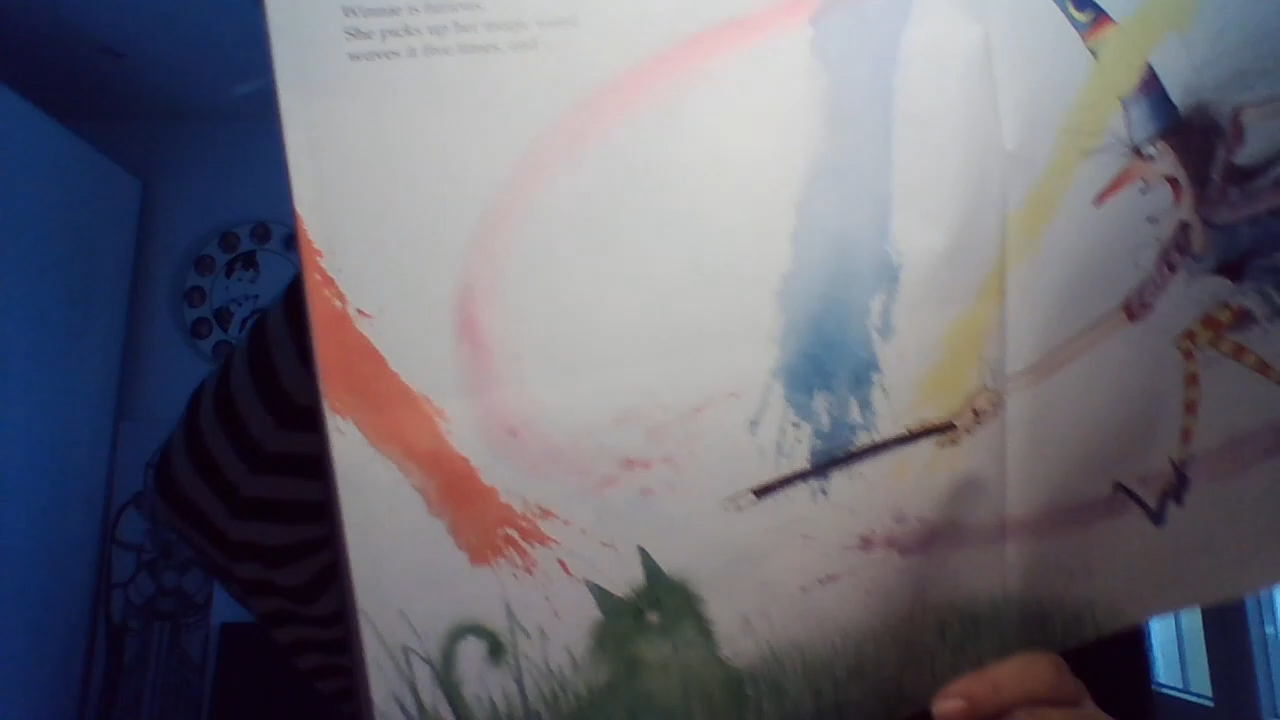 Winnie is furious.
She picks up her magic wand,
waves it five times, and